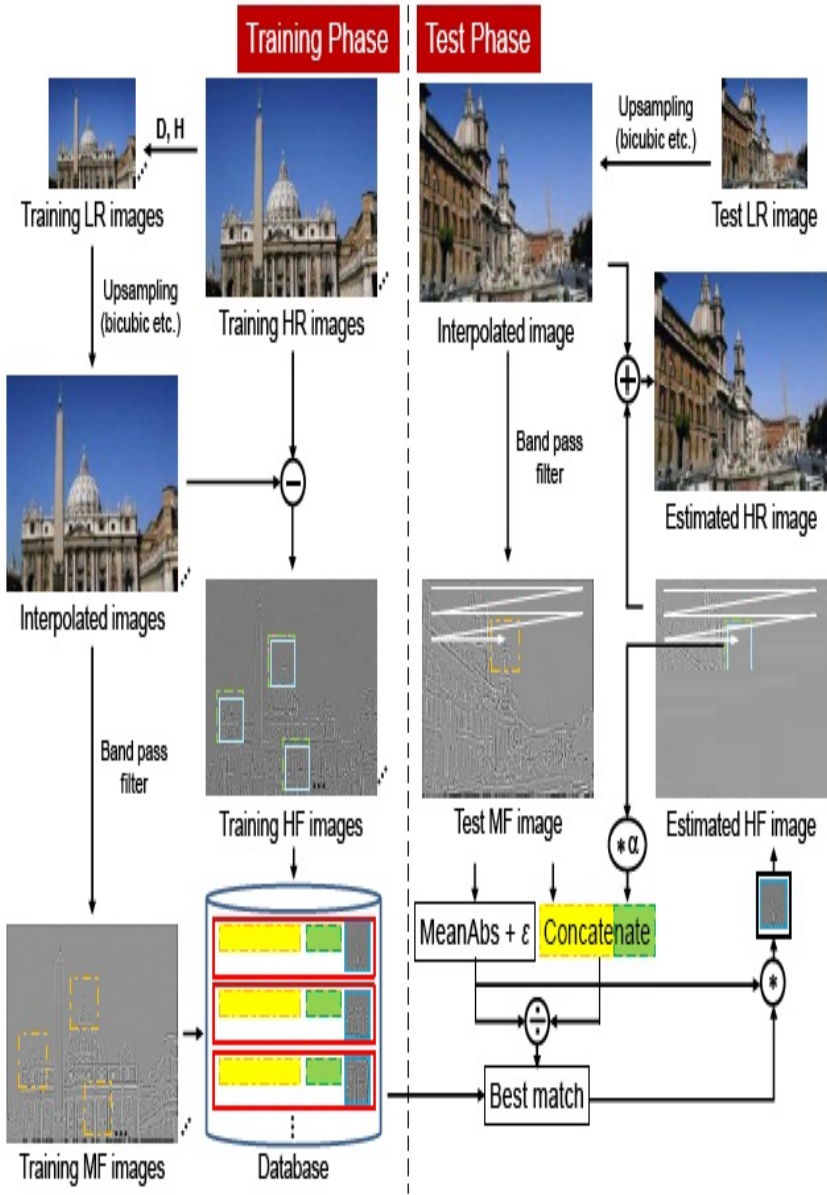 Training Phase
Test Phase
D, H
Training LR images
Upsampling
(bicubic etc.)
Training HR images
Interpolated images
Band pass
filter
Training HF images
Training MF images
Database
Upsampling
(bicubic etc.)
Test LR image
Interpolated image
+
Estimated HR image
Band pass
filter
−
Test MF image
Estimated HF image
* α
MeanAbs + ε
Concatenate
÷
*
Best match